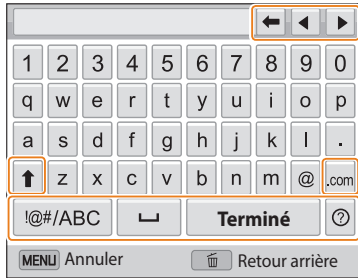 1 2 3 4 5 6 7 8 9 0
q w e r t y u i o p
a s d f g h j k l .
z x c v b n m @ .com
!@#/ABC Terminé ?
MENU Annuler Retour arrière